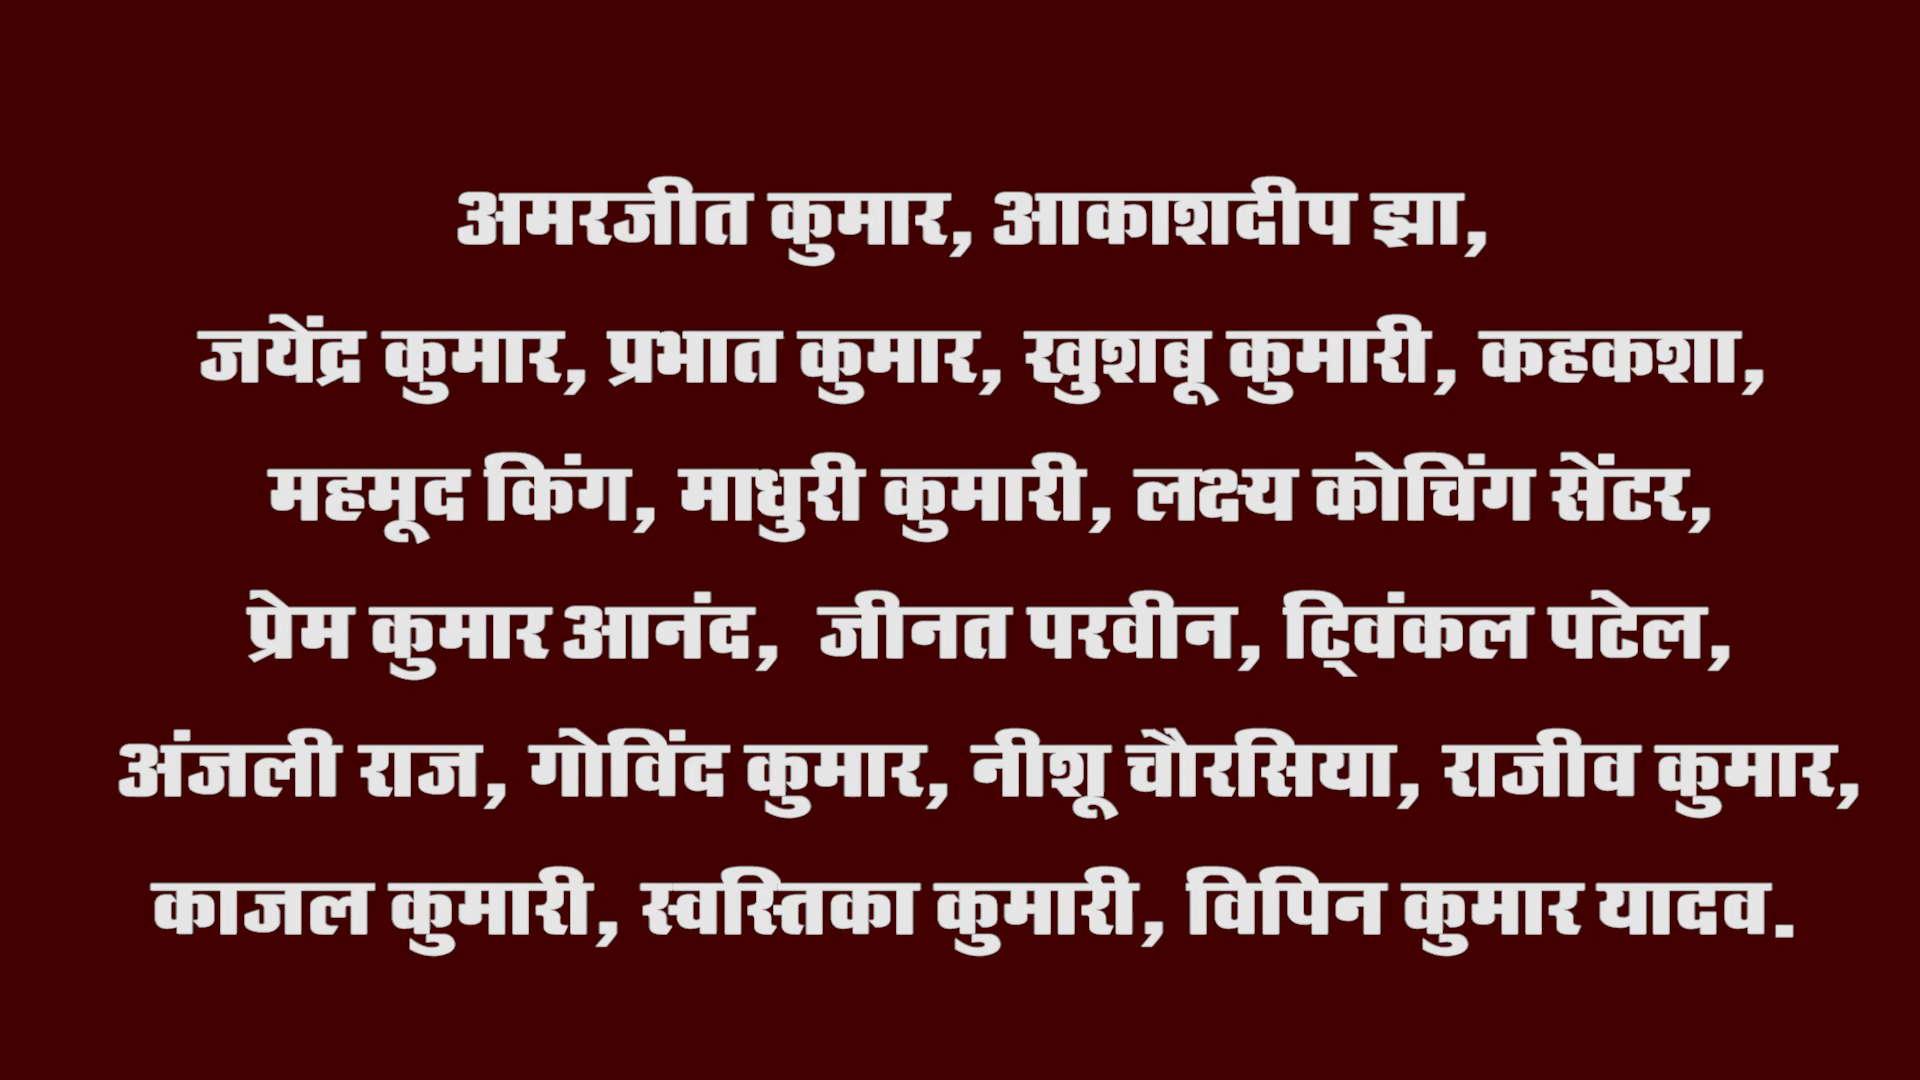 अमरजीत कुमार, आकाशदीप झा,
जयेंद्र कुमार, प्रभात कुमार, खुशबू कुमारी, कहकशा,
महमूद किंग, माधुरी कुमारी, लक्ष्य कोचिंग सेंटर,
प्रेम कुमार आनंद, जीनत परवीन, ट्विंकल पटेल,
अंजली राज, गोविंद कुमार, नीशू चौरसिया, राजीव कुमार,
काजल कुमारी, स्वस्तिका कुमारी, विपिन कुमार यादव.